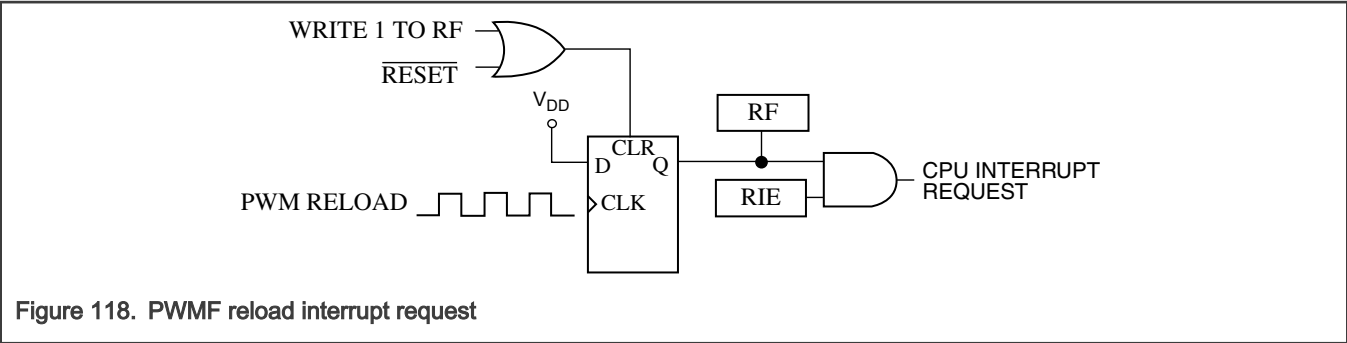 WRITE 1 TO RF
RESET
VDD
RF
CLR
D
Q
CPU INTERRUPT
REQUEST
RIE
PWM RELOAD
CLK
Figure 118. PWMF reload interrupt request